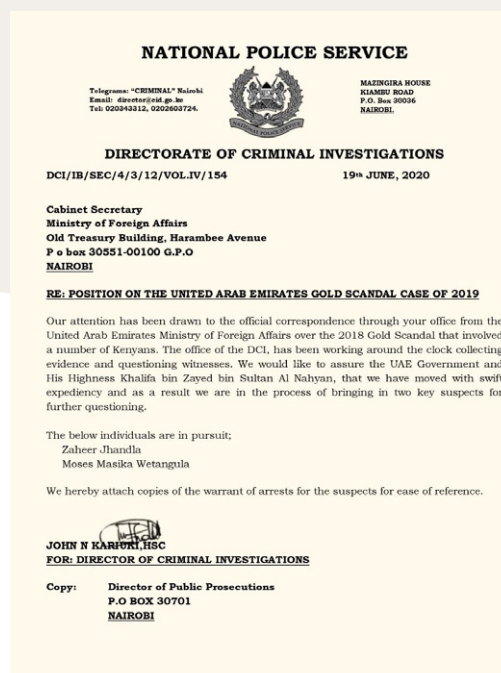 NATIONAL POLICE SERVICE
Telegrams: "CRIMINAL" Nairobi
Email: director@cid.go.ke
Tel: 020343312, 0202603724.
NATIONAL POLICE SERVICE
MAZINGIRA HOUSE
KIAMBU ROAD
P.O. Box 30036
NAIROBI.
DIRECTORATE OF CRIMINAL INVESTIGATIONS
DCI/IB/SEC/4/3/12/VOL.IV/154
19th JUNE, 2020
Cabinet Secretary
Ministry of Foreign Affairs
Old Treasury Building, Harambee Avenue
P o box 30551-00100 G.P.O
NAIROBI
RE: POSITION ON THE UNITED ARAB EMIRATES GOLD SCANDAL CASE OF 2019
Our attention has been drawn to the official correspondence through your office from the
United Arab Emirates Ministry of Foreign Affairs over the 2018 Gold Scandal that involved
a number of Kenyans. The office of the DCI, has been working around the clock collecting
evidence and questioning witnesses. We would like to assure the UAE Government and
His Highness Khalifa bin Zayed bin Sultan Al Nahyan, that we have moved with swift
expediency and as a result we are in the process of bringing in two key suspects for
further questioning.
The below individuals are in pursuit;
Zaheer Jhandla
Moses Masika Wetangula
We hereby attach copies of the warrant of arrests for the suspects for ease of reference.
JOHN N KARIUKI,HSC
FOR: DIRECTOR OF CRIMINAL INVESTIGATIONS
Copy: Director of Public Prosecutions
P.O BOX 30701
NAIROBI